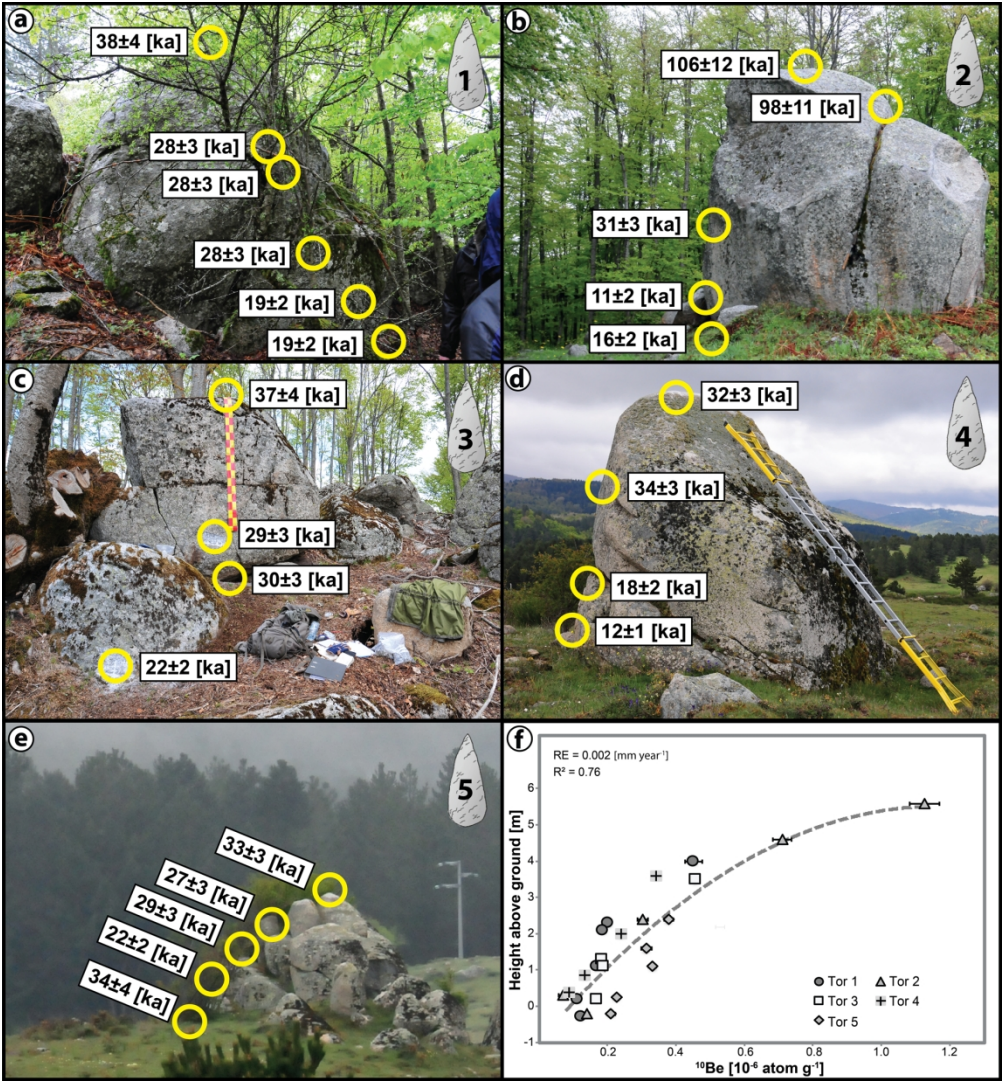 a
38±4 [ka]
28±3 [ka]
28±3 [ka]
28±3 [ka]
19±2 [ka]
19±2 [ka]
1
b
106±12 [ka]
98±11 [ka]
31±3 [ka]
11±2 [ka]
16±2 [ka]
2
c
37±4 [ka]
29±3 [ka]
30±3 [ka]
22±2 [ka]
3
d
32±3 [ka]
34±3 [ka]
18±2 [ka]
12±1 [ka]
4
e
33±3 [ka]
27±3 [ka]
29±3 [ka]
22±2 [ka]
34±4 [ka]
5
f
RE = 0.002 [mm year⁻¹]
R² = 0.76
Height above ground [m]
6
5
4
3
2
1
0
-1
Tor 1 Tor 2
Tor 3 Tor 4
Tor 5
0.2 0.4 0.6 0.8 1.0 1.2
¹⁰Be [10⁻⁶ atom g⁻¹]